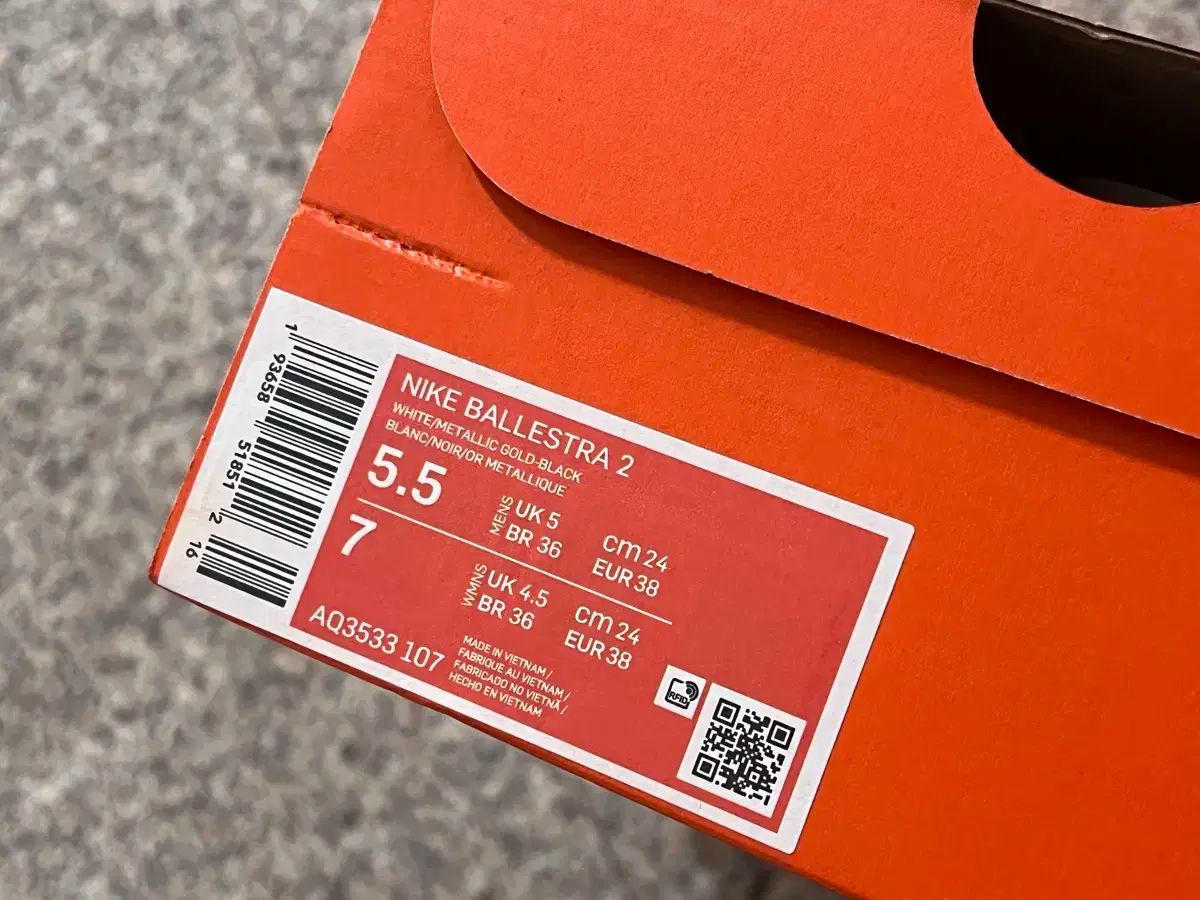 NIKE BALLESTRA 2
WHITE/METALLIC GOLD-BLACK
BLANC/NOIR/OR METALLIQUE
5.5
MENS
UK 5
BR 36
cm 24
EUR 38
7
WMNS
UK 4.5
BR 36
cm 24
EUR 38
AQ3533 107
MADE IN VIETNAM /
FABRIQUE AU VIETNAM /
FABRICADO NO VIETNÃ /
HECHO EN VIETNAM
RFID
1 93658 51851 2 16